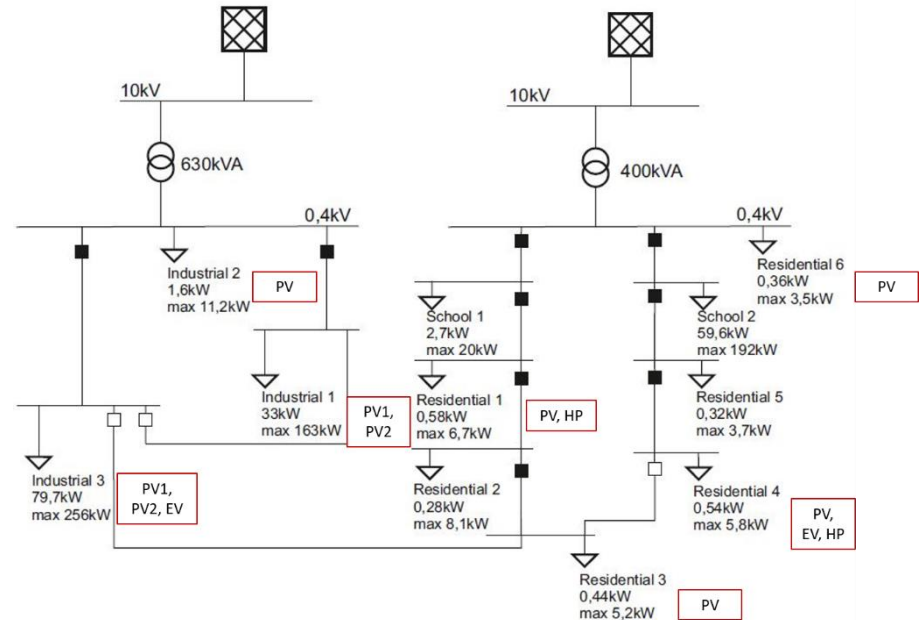 10kV
10kV
630kVA
400kVA
0,4kV
0,4kV
Industrial 2
1,6kW
max 11,2kW
PV
Residential 6
0,36kW
max 3,5kW
PV
School 1
2,7kW
max 20kW
School 2
59,6kW
max 192kW
Industrial 1
33kW
max 163kW
PV1,
PV2
Residential 1
0,58kW
max 6,7kW
PV, HP
Residential 5
0,32kW
max 3,7kW
Industrial 3
79,7kW
max 256kW
PV1,
PV2, EV
Residential 2
0,28kW
max 8,1kW
Residential 4
0,54kW
max 5,8kW
PV,
EV, HP
Residential 3
0,44kW
max 5,2kW
PV